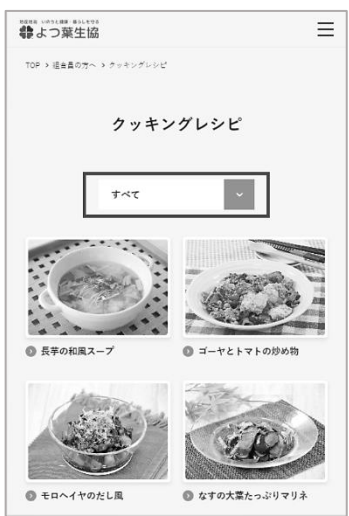 よつ葉生協
TOP > 組合員の方へ > クッキングレシピ
クッキングレシピ
すべて
長芋の和風スープ
ゴーヤとトマトの炒め物
モロヘイヤのだし風
なすの大葉たっぷりマリネ